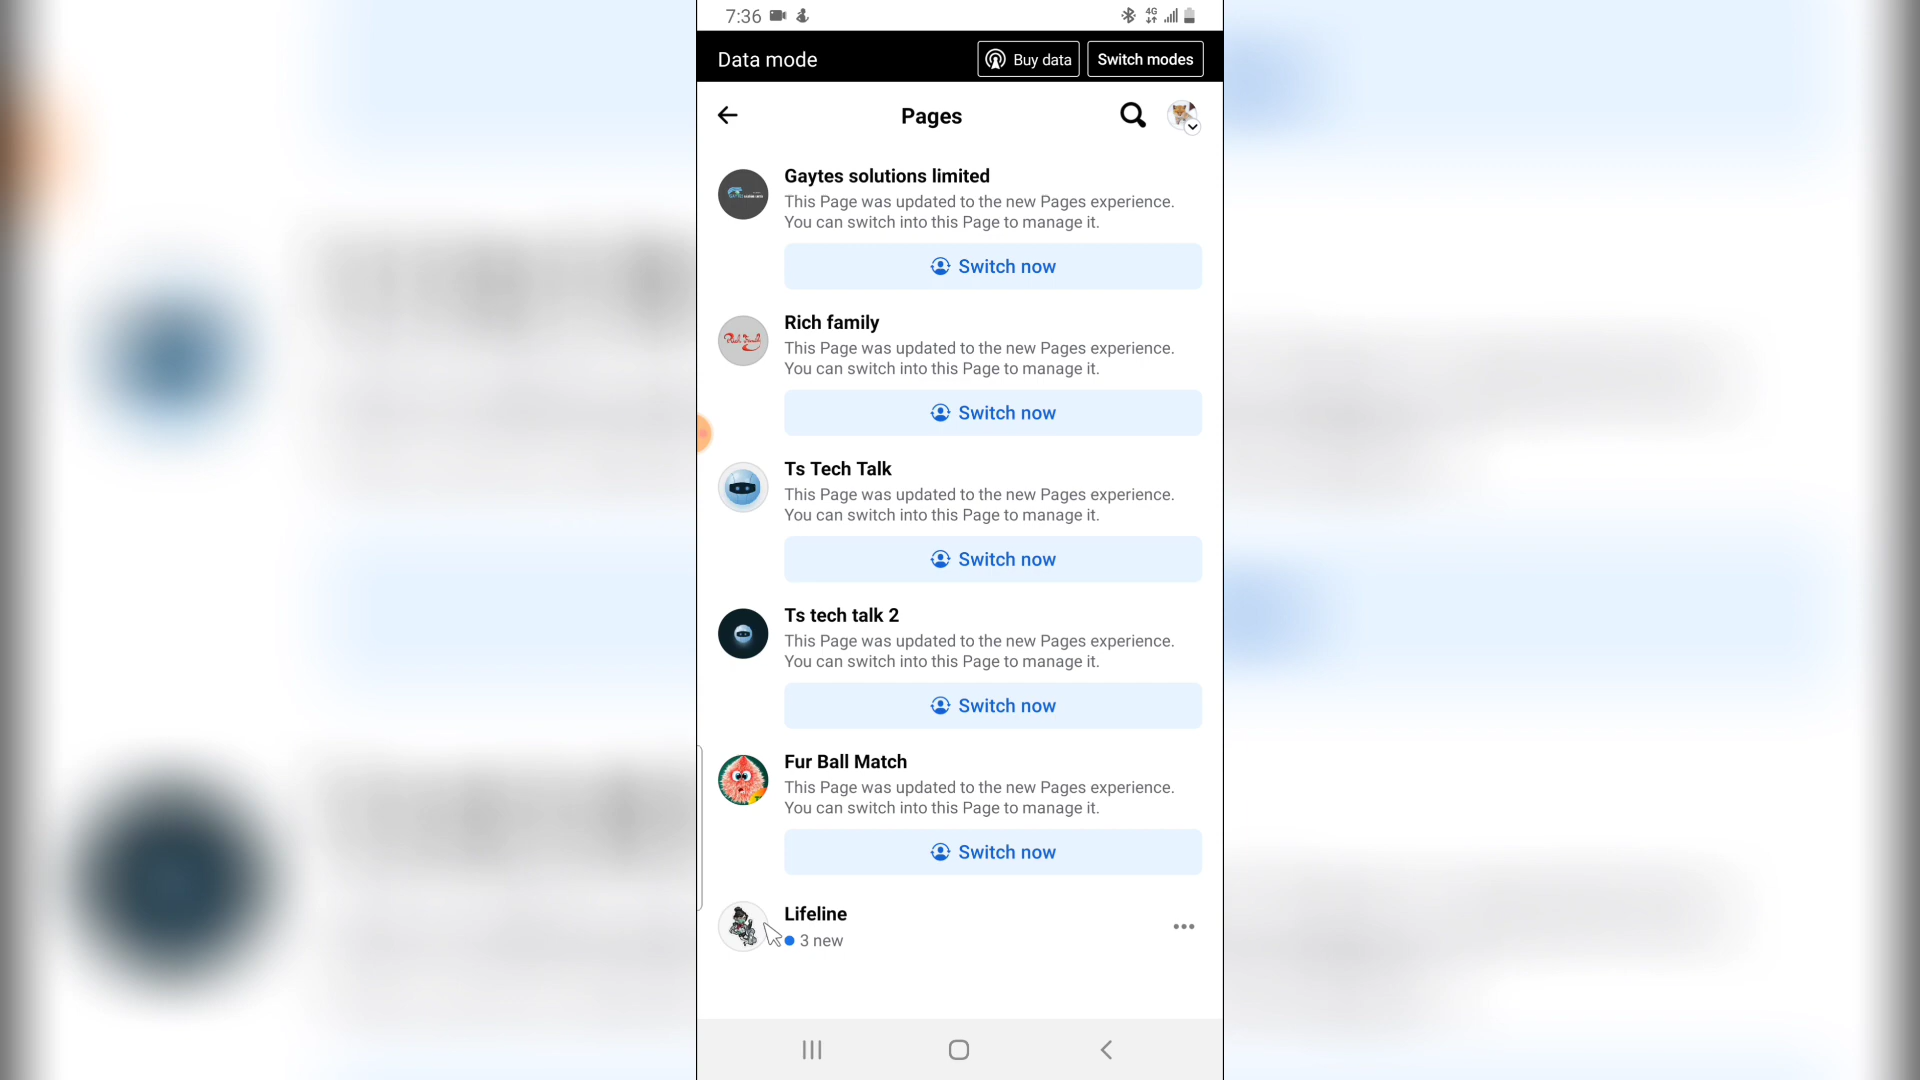 7:36
4G
Data mode
Buy data
Switch modes
Pages
Gaytes solutions limited
This Page was updated to the new Pages experience.
You can switch into this Page to manage it.
Switch now
Rich family
This Page was updated to the new Pages experience.
You can switch into this Page to manage it.
Switch now
Ts Tech Talk
This Page was updated to the new Pages experience.
You can switch into this Page to manage it.
Switch now
Ts tech talk 2
This Page was updated to the new Pages experience.
You can switch into this Page to manage it.
Switch now
Fur Ball Match
This Page was updated to the new Pages experience.
You can switch into this Page to manage it.
Switch now
Lifeline
3 new